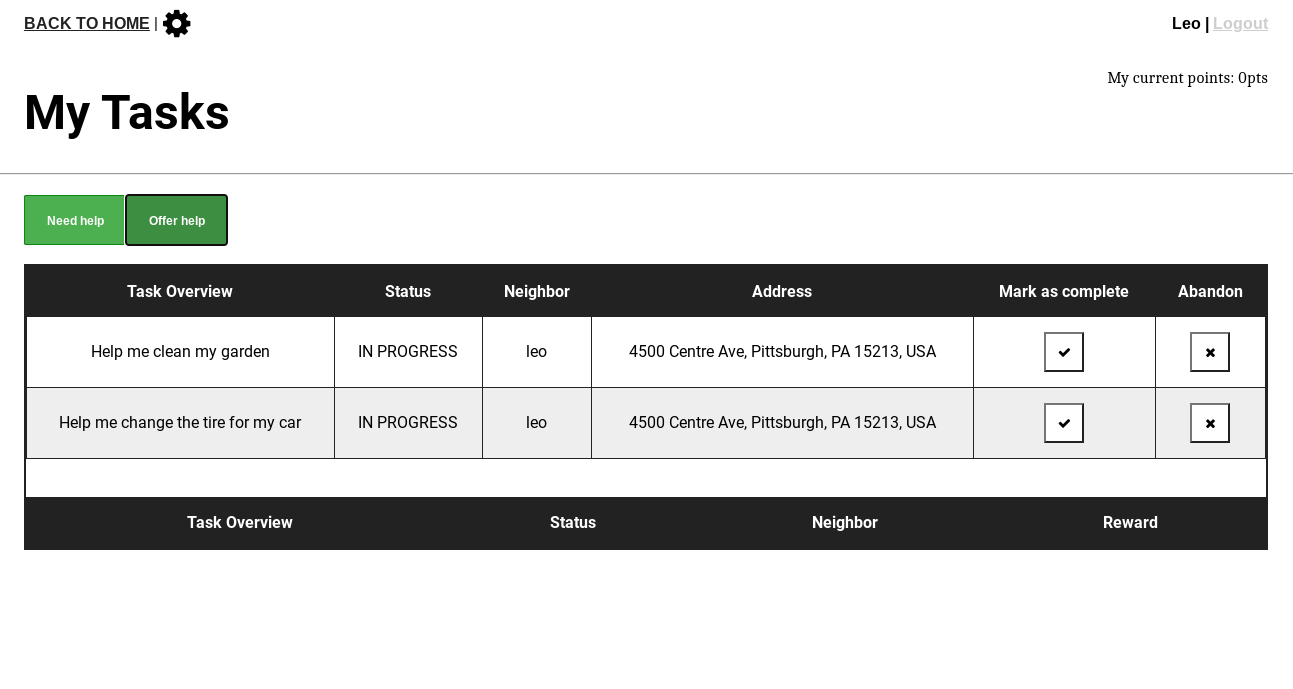 BACK TO HOME |
Leo | Logout
My current points: 0pts
My Tasks
Need help Offer help
Task Overview Status Neighbor Address Mark as complete Abandon
Help me clean my garden IN PROGRESS leo 4500 Centre Ave, Pittsburgh, PA 15213, USA
Help me change the tire for my car IN PROGRESS leo 4500 Centre Ave, Pittsburgh, PA 15213, USA
Task Overview Status Neighbor Reward